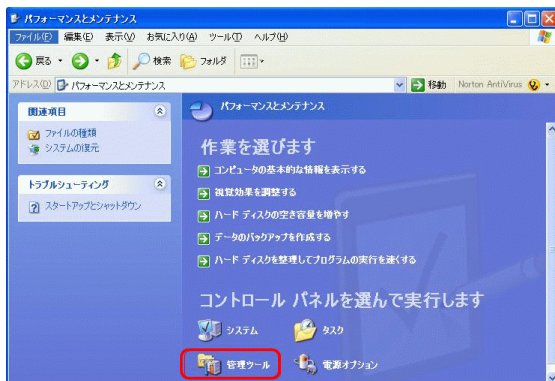 パフォーマンスとメンテナンス
ファイル(F) 編集(E) 表示(V) お気に入り(A) ツール(T) ヘルプ(H)
戻る 検索 フォルダ
アドレス(D) パフォーマンスとメンテナンス 移動 Norton AntiVirus
関連項目
ファイルの種類
システムの復元
トラブルシューティング
スタートアップとシャットダウン
パフォーマンスとメンテナンス
作業を選びます
コンピュータの基本的な情報を表示する
視覚効果を調整する
ハード ディスクの空き容量を増やす
データのバックアップを作成する
ハード ディスクを整理してプログラムの実行を速くする
コントロール パネルを選んで実行します
システム タスク
管理ツール 電源オプション